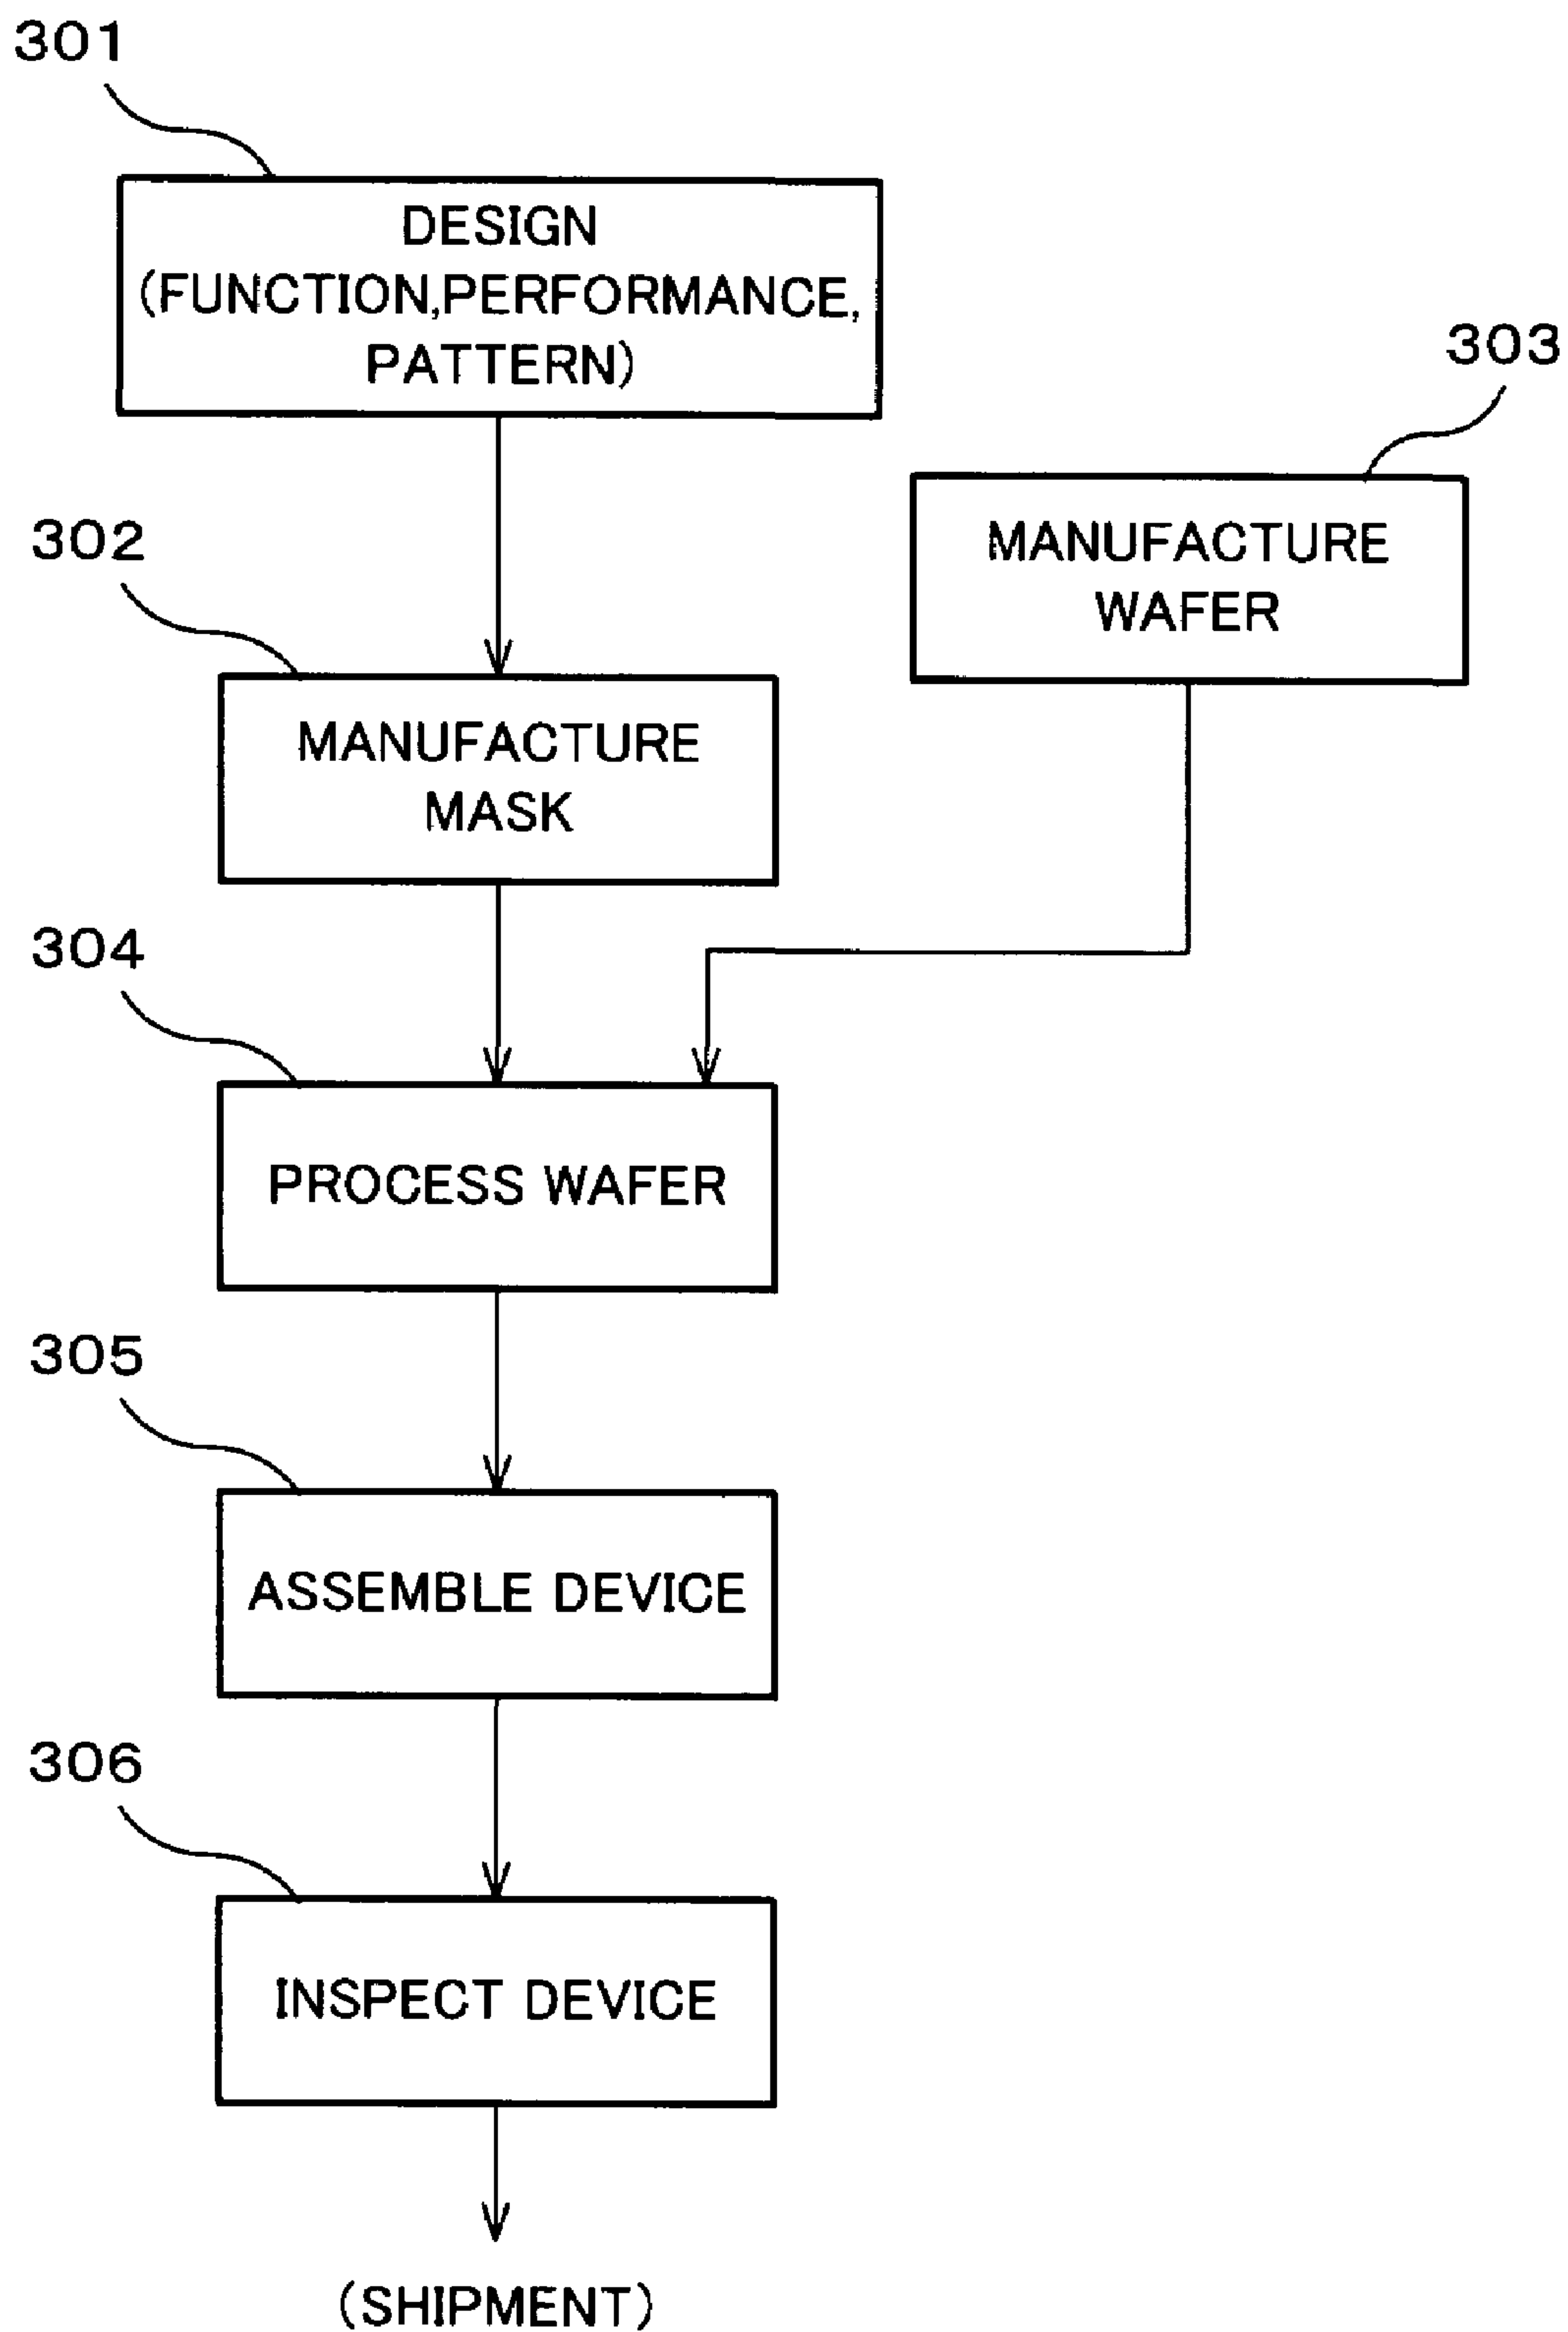 301
DESIGN
(FUNCTION,PERFORMANCE,
PATTERN)
303
MANUFACTURE
WAFER
302
MANUFACTURE
MASK
304
PROCESS WAFER
305
ASSEMBLE DEVICE
306
INSPECT DEVICE
(SHIPMENT)